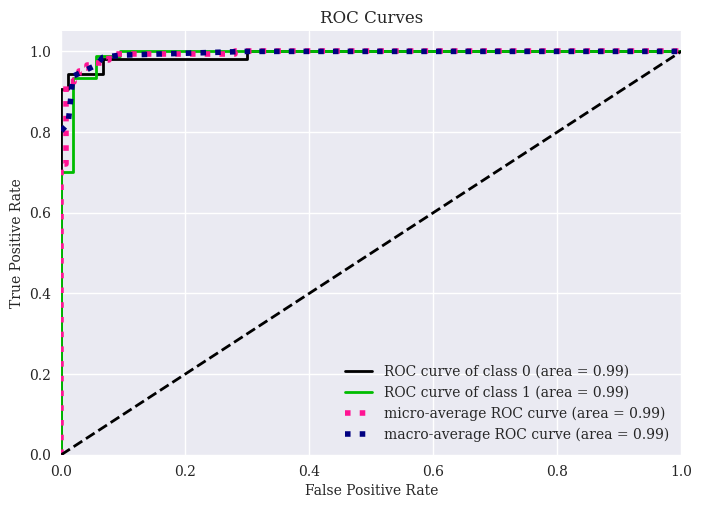 ROC Curves
1.0
0.8
0.6
0.4
0.2
0.0
True Positive Rate
ROC curve of class 0 (area = 0.99)
ROC curve of class 1 (area = 0.99)
micro-average ROC curve (area = 0.99)
macro-average ROC curve (area = 0.99)
0.0 0.2 0.4 0.6 0.8 1.0
False Positive Rate